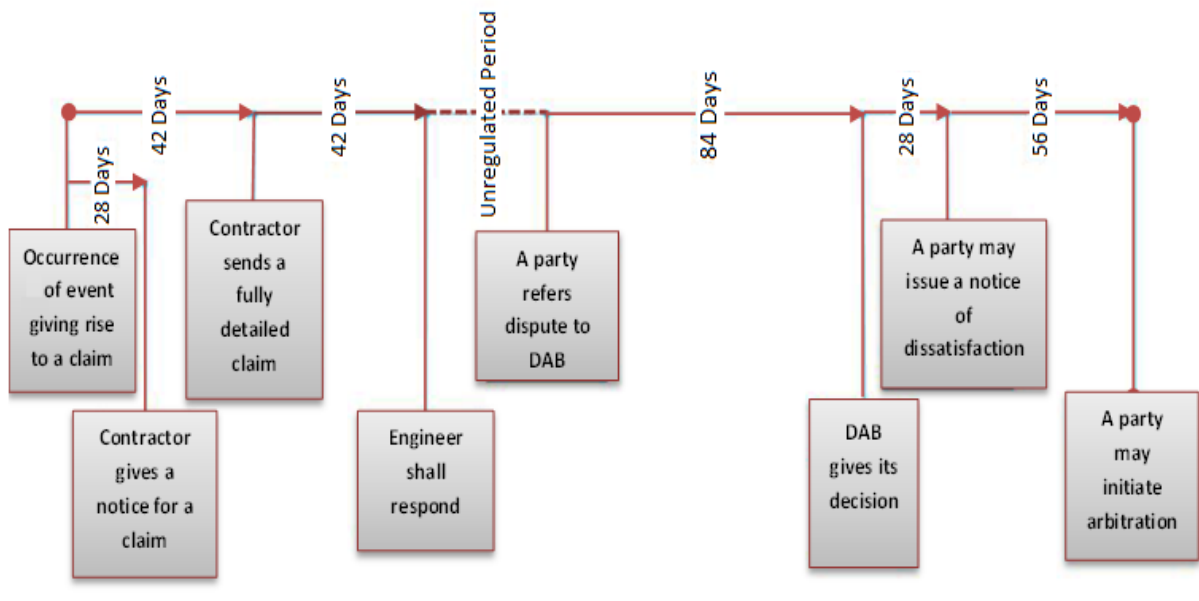 42 Days
28 Days
42 Days
Unregulated Period
84 Days
28 Days
56 Days
Occurrence
of event
giving rise
to a claim
Contractor
gives a
notice for a
claim
Contractor
sends a
fully
detailed
claim
Engineer
shall
respond
A party
refers
dispute to
DAB
DAB
gives its
decision
A party may
issue a notice
of
dissatisfaction
A party
may
initiate
arbitration